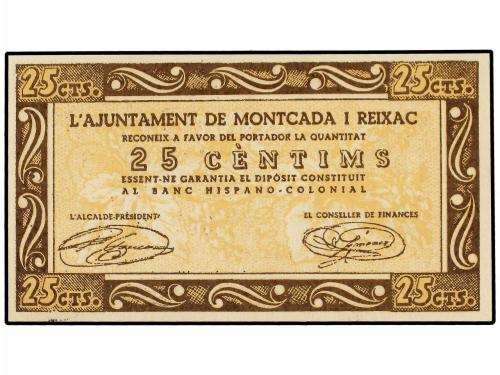 25 CTS. 25 CTS.
L'AJUNTAMENT DE MONTCADA I REIXAC
RECONEIX A FAVOR DEL PORTADOR LA QUANTITAT
25 CÈNTIMS
ESSENT-NE GARANTIA EL DIPÒSIT CONSTITUIT
AL BANC HISPANO-COLONIAL
L'ALCALDE-PRÉSIDENT EL CONSELLER DE FINANCES
25 CTS. 25 CTS.